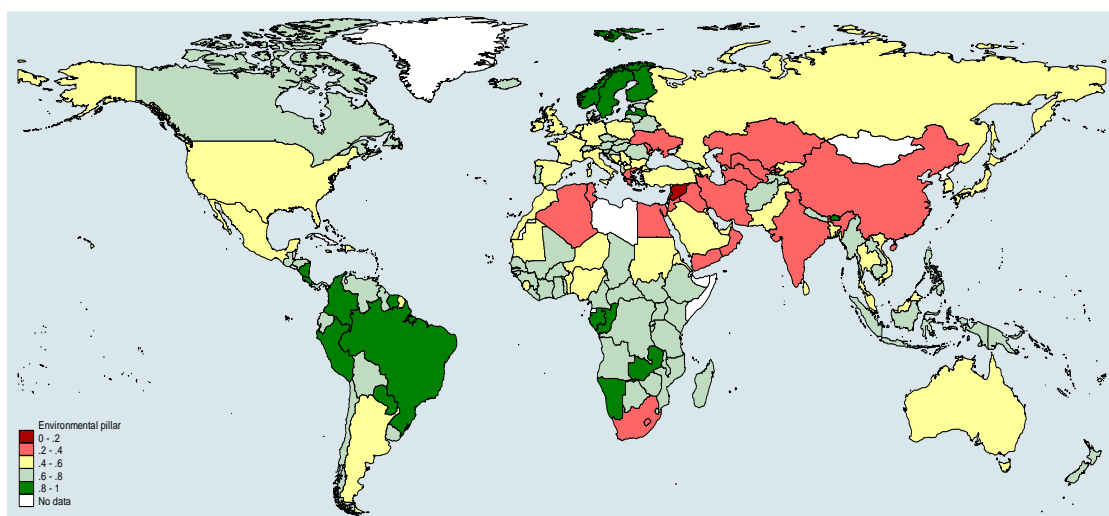 Environmental pillar
0 - .2
.2 - .4
.4 - .6
.6 - .8
.8 - 1
No data